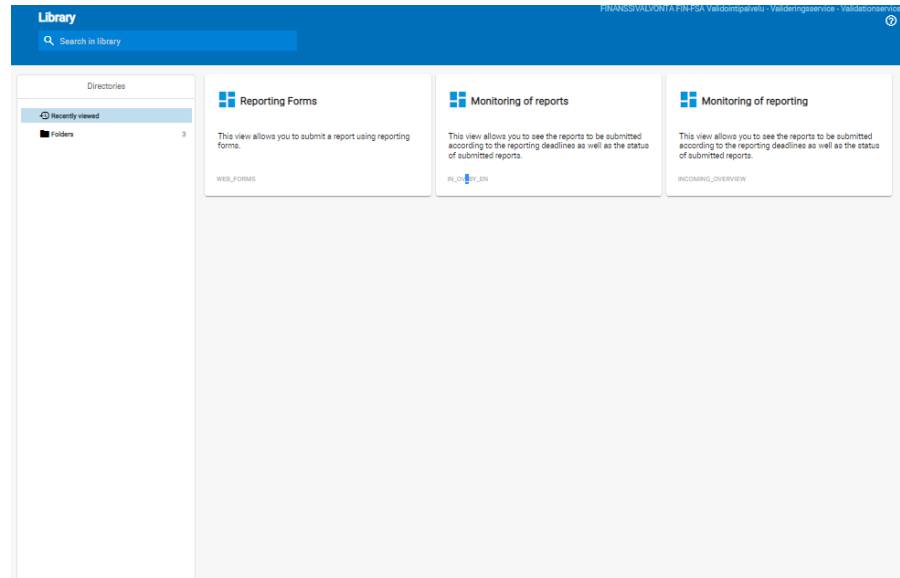 FINANSSIVALVONTA FIN-FSA Validointipalvelu - Valideringsservice - Validationservice
Library
Search in library
Directories
Recently viewed
Folders 3
Reporting Forms
This view allows you to submit a report using reporting
forms.
WEB_FORMS
Monitoring of reports
This view allows you to see the reports to be submitted
according to the reporting deadlines as well as the status
of submitted reports.
Monitoring of reporting
This view allows you to see the reports to be submitted
according to the reporting deadlines as well as the status
of submitted reports.
INCOMING_OVERVIEW